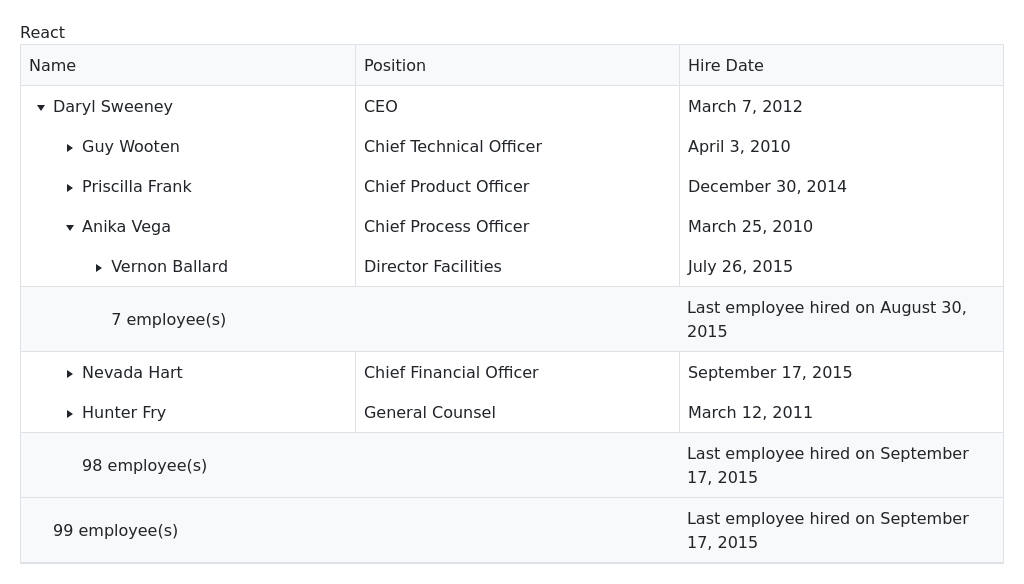 React
Name Position Hire Date
Daryl Sweeney CEO March 7, 2012
Guy Wooten Chief Technical Officer April 3, 2010
Priscilla Frank Chief Product Officer December 30, 2014
Anika Vega Chief Process Officer March 25, 2010
Vernon Ballard Director Facilities July 26, 2015
7 employee(s) Last employee hired on August 30,
2015
Nevada Hart Chief Financial Officer September 17, 2015
Hunter Fry General Counsel March 12, 2011
98 employee(s) Last employee hired on September
17, 2015
99 employee(s) Last employee hired on September
17, 2015